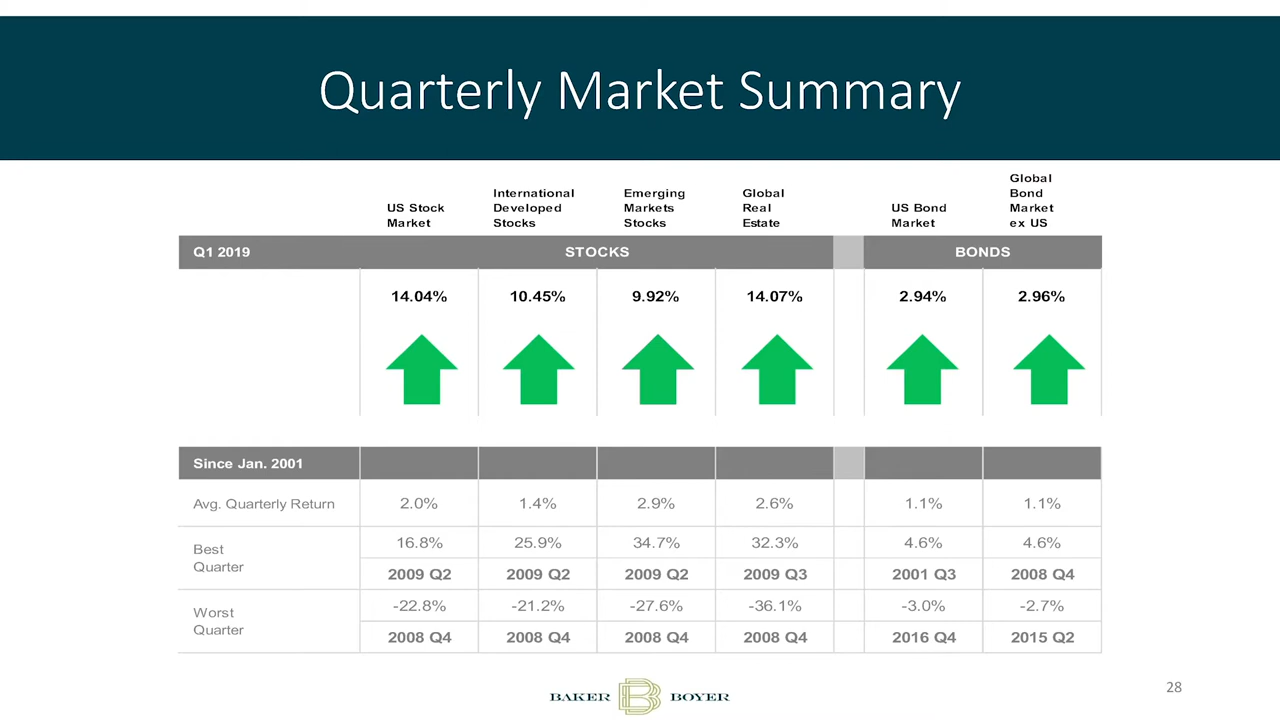 Quarterly Market Summary
US Stock
Market
International
Developed
Stocks
Emerging
Markets
Stocks
Global
Real
Estate
US Bond
Market
Global
Bond
Market
ex US
Q1 2019 STOCKS BONDS
14.04% 10.45% 9.92% 14.07% 2.94% 2.96%
Since Jan. 2001
Avg. Quarterly Return 2.0% 1.4% 2.9% 2.6% 1.1% 1.1%
Best
Quarter
16.8% 25.9% 34.7% 32.3% 4.6% 4.6%
2009 Q2 2009 Q2 2009 Q2 2009 Q3 2001 Q3 2008 Q4
Worst
Quarter
-22.8% -21.2% -27.6% -36.1% -3.0% -2.7%
2008 Q4 2008 Q4 2008 Q4 2008 Q4 2016 Q4 2015 Q2
BAKER BOYER
28